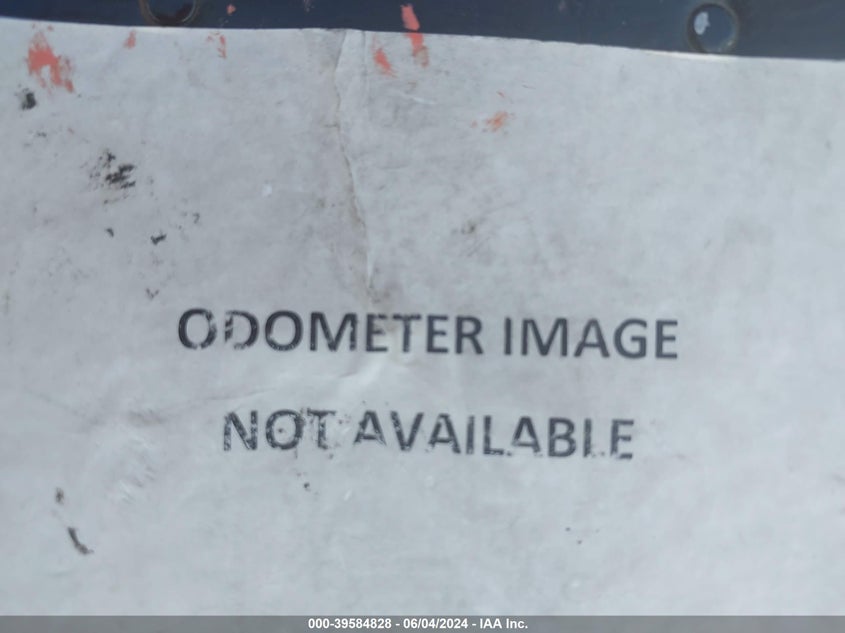 ODOMETER IMAGE
NOT AVAILABLE
000-39584828 - 06/04/2024 - IAA Inc.